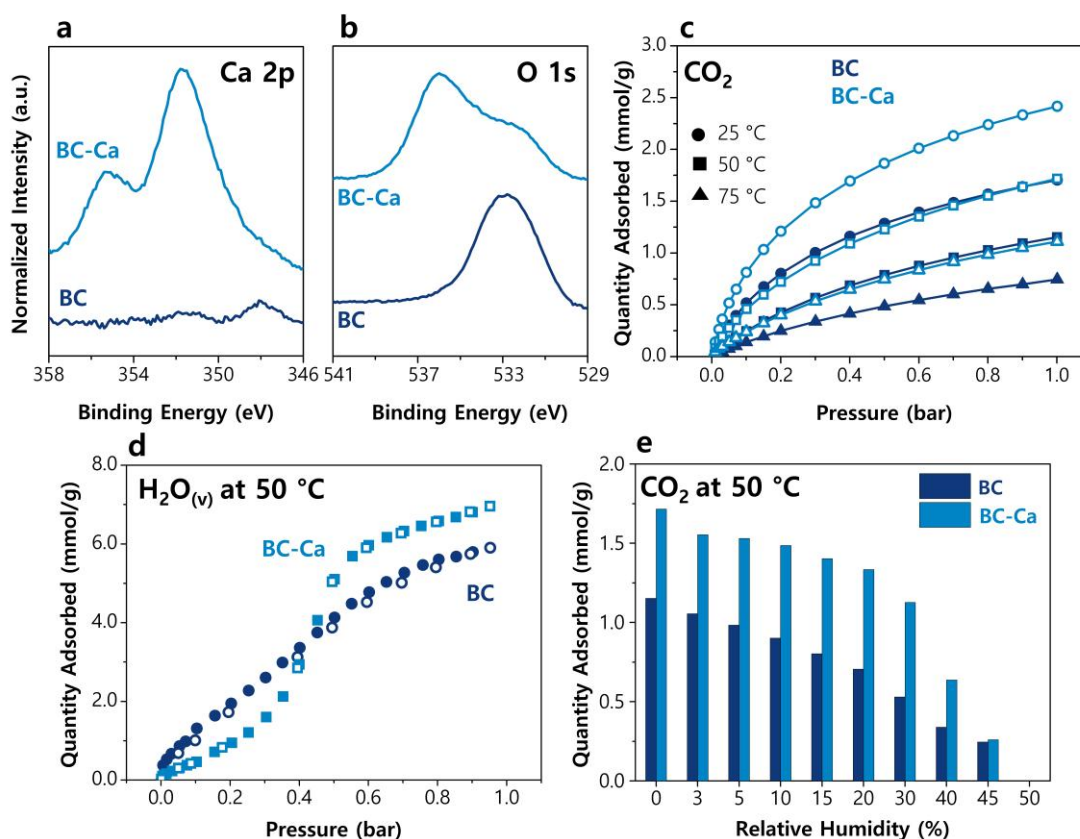 a
Ca 2p
BC-Ca
BC
Normalized Intensity (a.u.)
358 354 350 346
Binding Energy (eV)
b
O 1s
BC-Ca
BC
541 537 533 529
Binding Energy (eV)
c
CO₂
BC
BC-Ca
25 °C
50 °C
75 °C
Quantity Adsorbed (mmol/g)
3.0
2.5
2.0
1.5
1.0
0.5
0.0
0.0 0.2 0.4 0.6 0.8 1.0
Pressure (bar)
d
H₂O₍ᵥ₎ at 50 °C
BC-Ca
BC
Quantity Adsorbed (mmol/g)
8.0
6.0
4.0
2.0
0.0
0.0 0.2 0.4 0.6 0.8 1.0
Pressure (bar)
e
CO₂ at 50 °C
BC
BC-Ca
Quantity Adsorbed (mmol/g)
2.0
1.5
1.0
0.5
0.0
0 3 5 10 15 20 30 40 45 50
Relative Humidity (%)